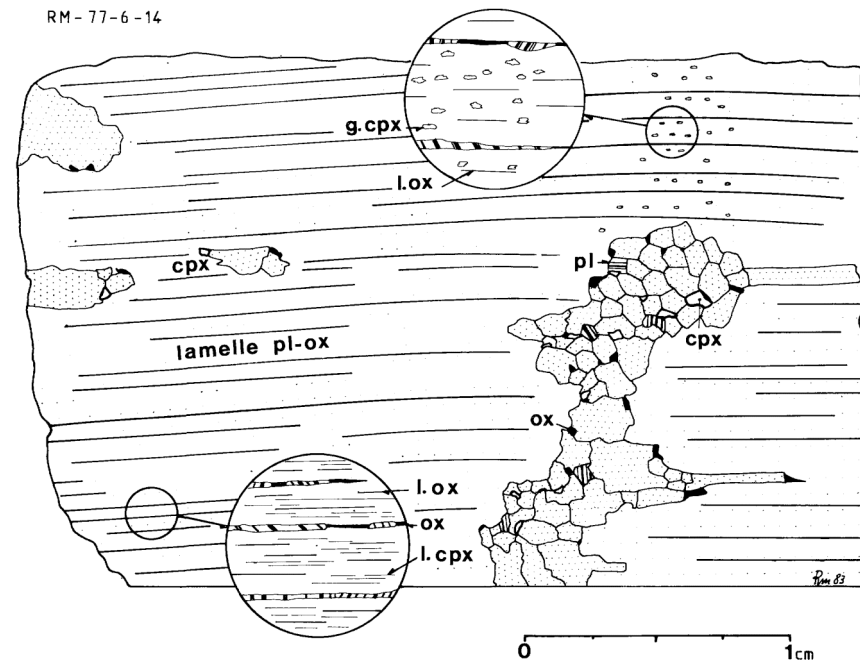 RM-77-6-14
g.cpx
l.ox
cpx
pl
cpx
lamelle pl-ox
ox
l.ox
ox
l.cpx
Rm 83
0 1cm